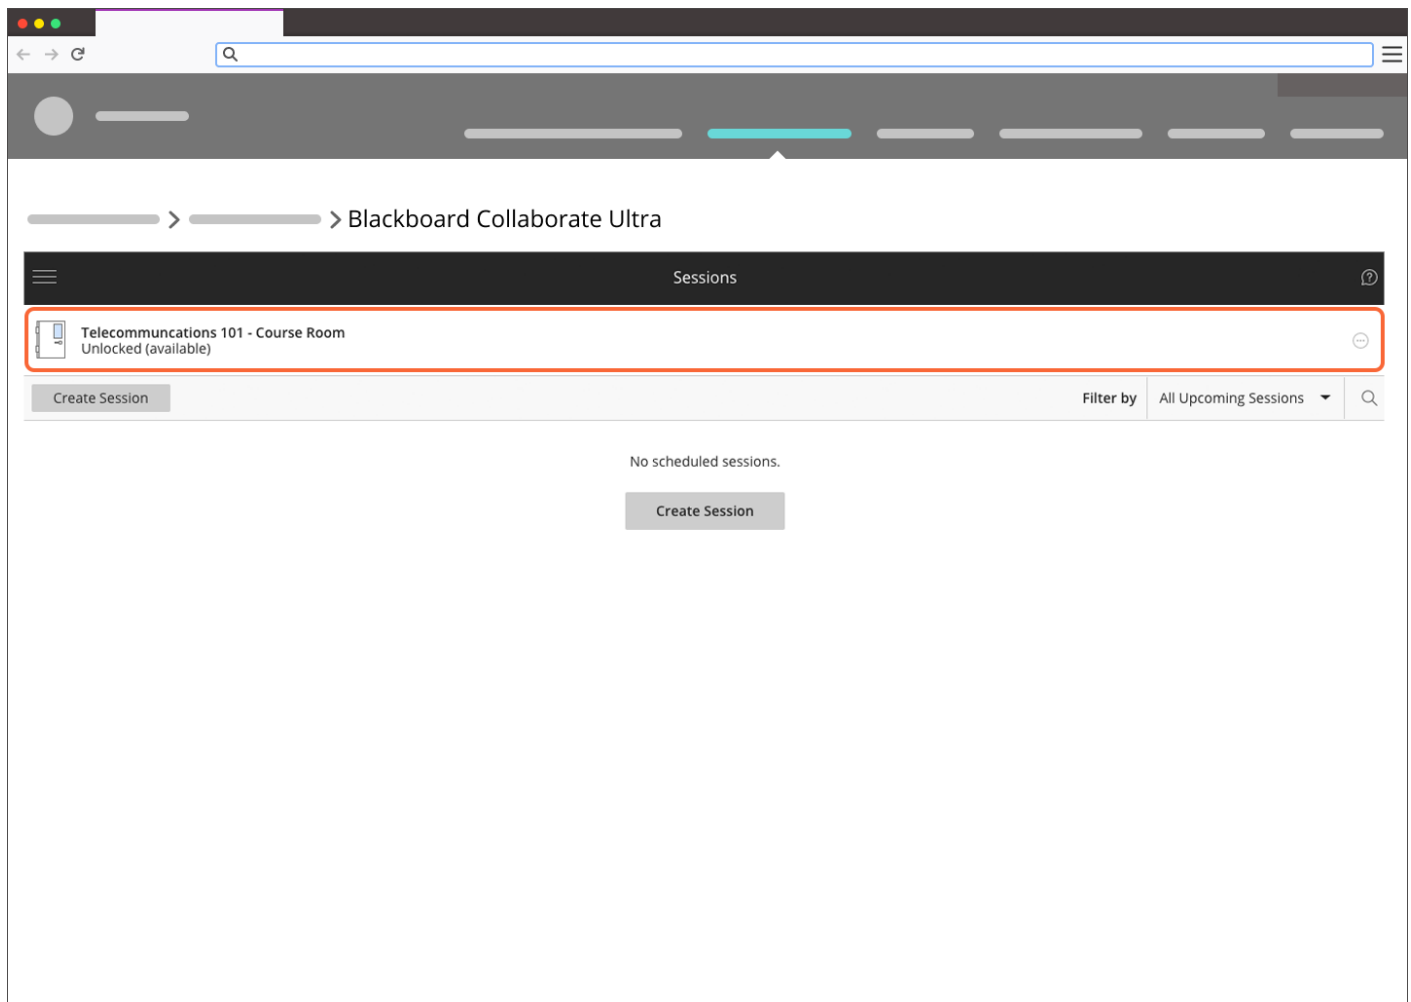 Blackboard Collaborate Ultra
Sessions
Telecommuncations 101 - Course Room
Unlocked (available)
Create Session
Filter by
All Upcoming Sessions
No scheduled sessions.
Create Session